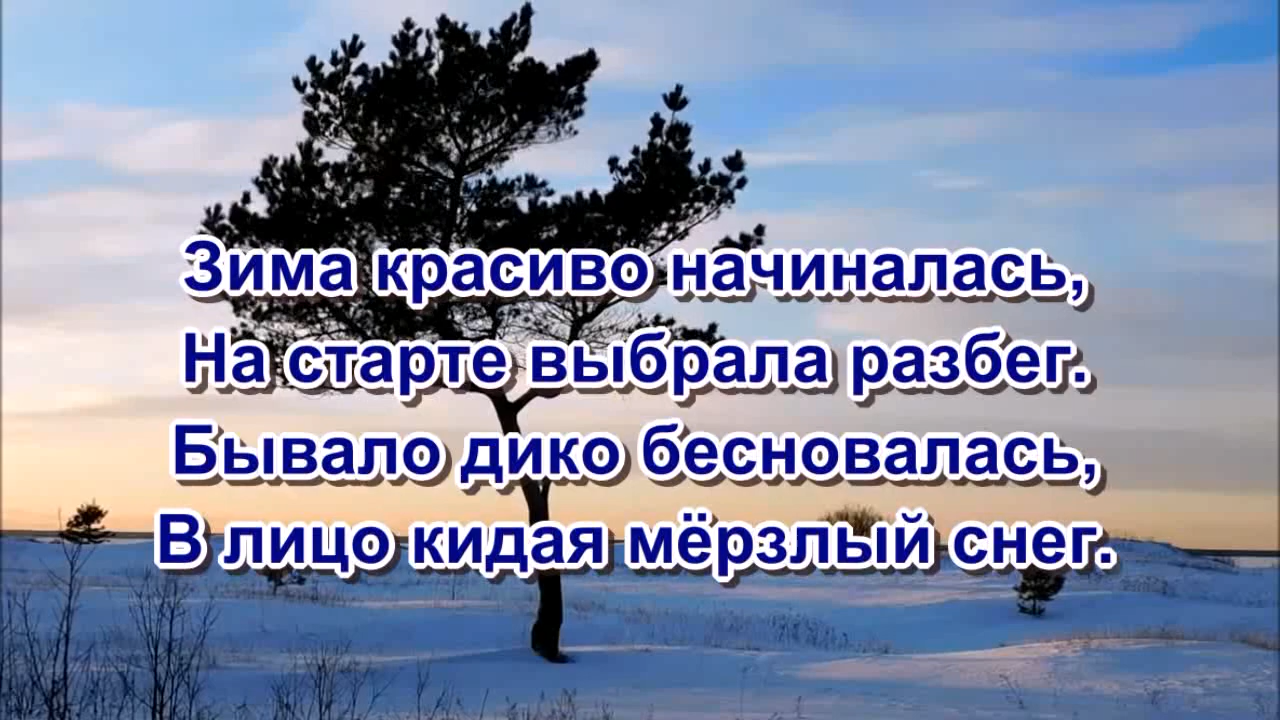 Зима красиво начиналась,
На старте выбрала разбег.
Бывало дико бесновалась,
В лицо кидая мёрзлый снег.